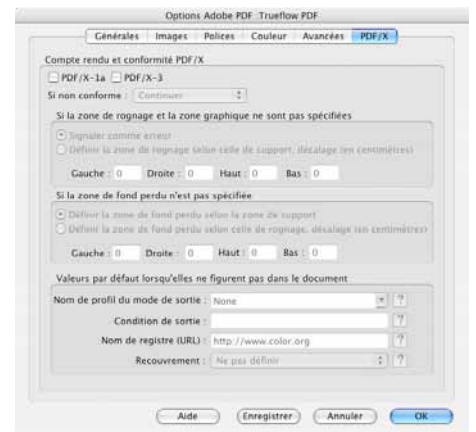 Options Adobe PDF: Trueflow PDF
Générales Images Polices Couleur Avancées PDF/X
Compte rendu et conformité PDF/X
PDF/X-1a PDF/X-3
Si non conforme : Continuer
Si la zone de rognage et la zone graphique ne sont pas spécifiées
Signaler comme erreur
Définir la zone de rognage selon celle de support, décalage (en centimètres)
Gauche : 0 Droite : 0 Haut : 0 Bas : 0
Si la zone de fond perdu n'est pas spécifiée
Définir la zone de fond perdu selon la zone de support
Définir la zone de fond perdu selon celle de rognage, décalage (en centimètres)
Gauche : 0 Droite : 0 Haut : 0 Bas : 0
Valeurs par défaut lorsqu'elles ne figurent pas dans le document
Nom de profil du mode de sortie : None ?
Condition de sortie : ?
Nom de registre (URL) : http://www.color.org ?
Recouvrement : Ne pas définir ?
Aide Enregistrer Annuler OK